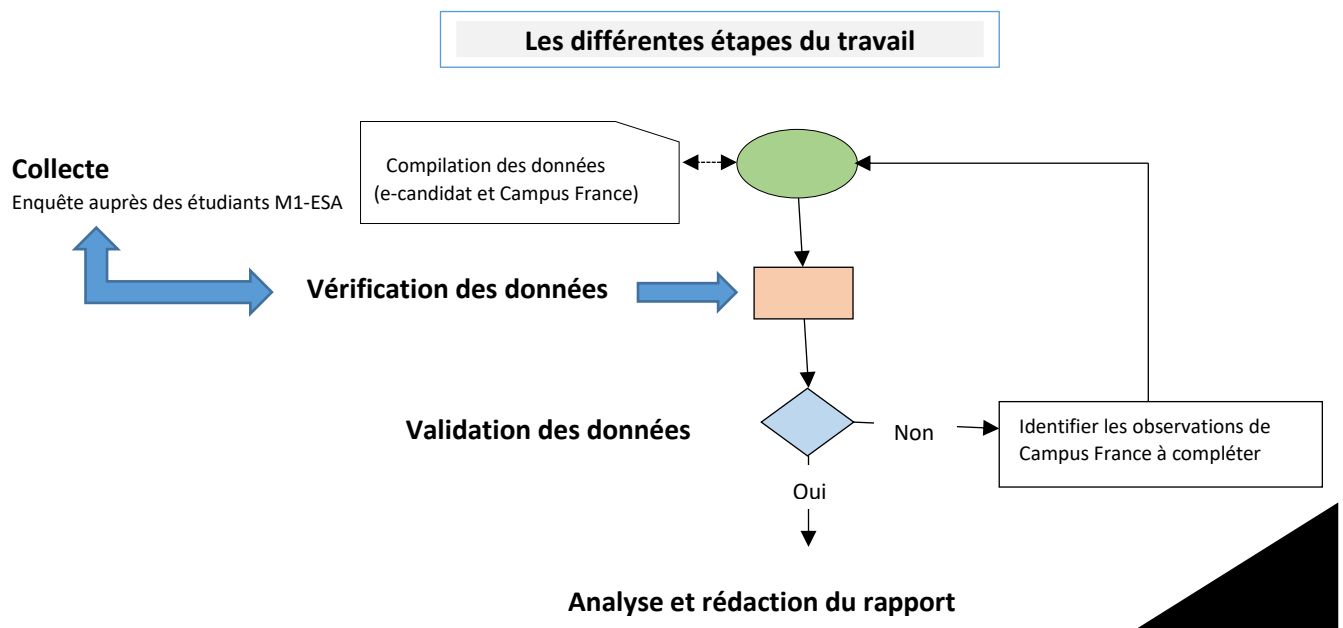 Les différentes étapes du travail
Collecte
Enquête auprès des étudiants M1-ESA
Compilation des données
(e-candidat et Campus France)
Vérification des données
Validation des données
Non
Identifier les observations de
Campus France à compléter
Oui
Analyse et rédaction du rapport